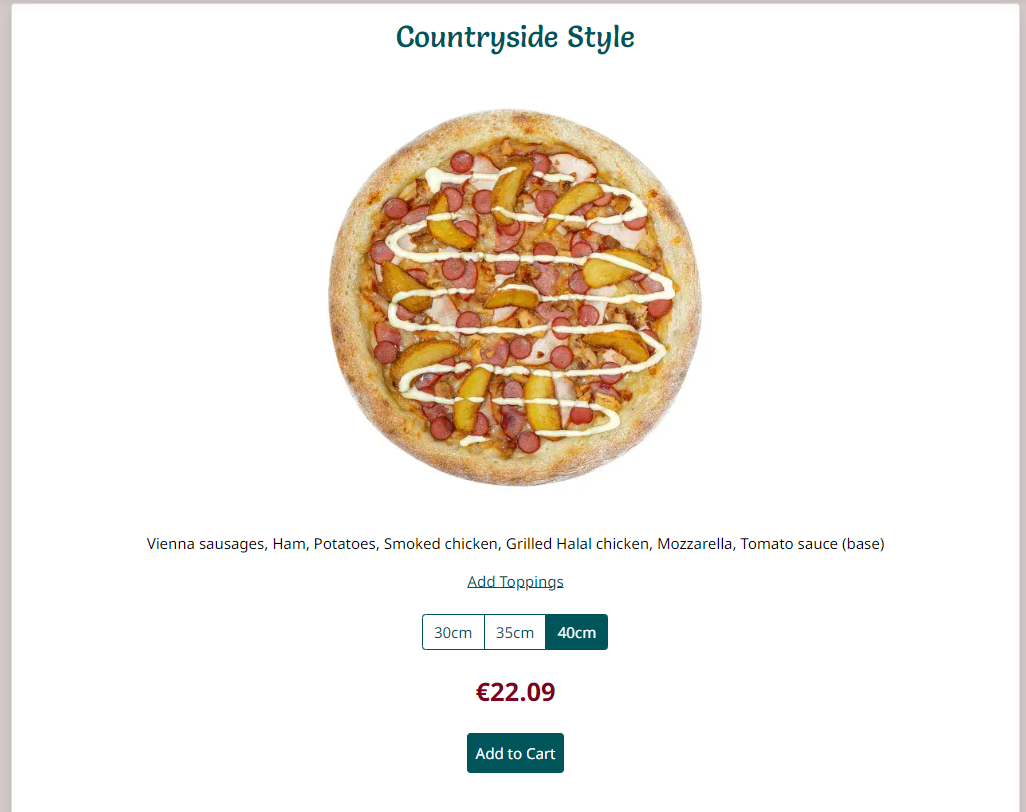 Countryside Style
Vienna sausages, Ham, Potatoes, Smoked chicken, Grilled Halal chicken, Mozzarella, Tomato sauce (base)
Add Toppings
30cm 35cm 40cm
€22.09
Add to Cart